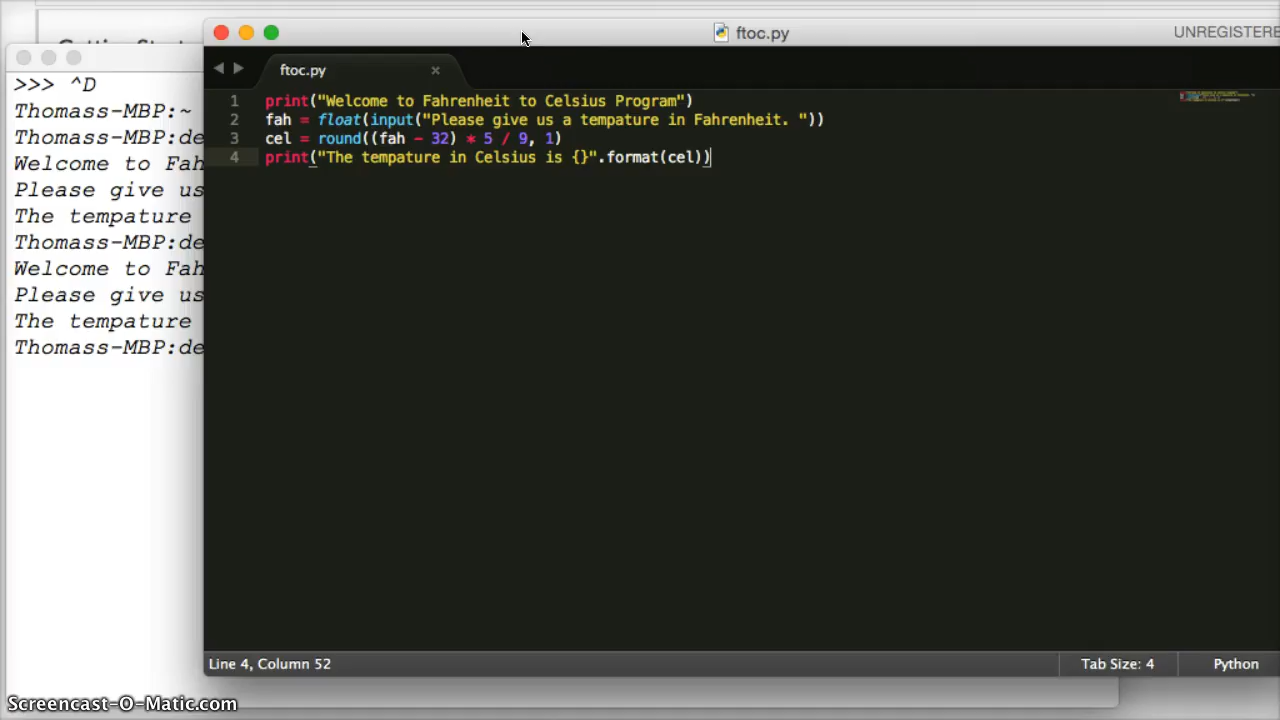 ftoc.py
UNREGISTERE
ftoc.py
1 print("Welcome to Fahrenheit to Celsius Program")
2 fah = float(input("Please give us a tempature in Fahrenheit. "))
3 cel = round((fah - 32) * 5 / 9, 1)
4 print("The tempature in Celsius is {}".format(cel))
>>> ^D
Thomass-MBP:~
Thomass-MBP:de
Welcome to Fah
Please give us
The tempature
Thomass-MBP:de
Welcome to Fah
Please give us
The tempature
Thomass-MBP:de
Line 4, Column 52
Tab Size: 4
Python
Screencast-O-Matic.com